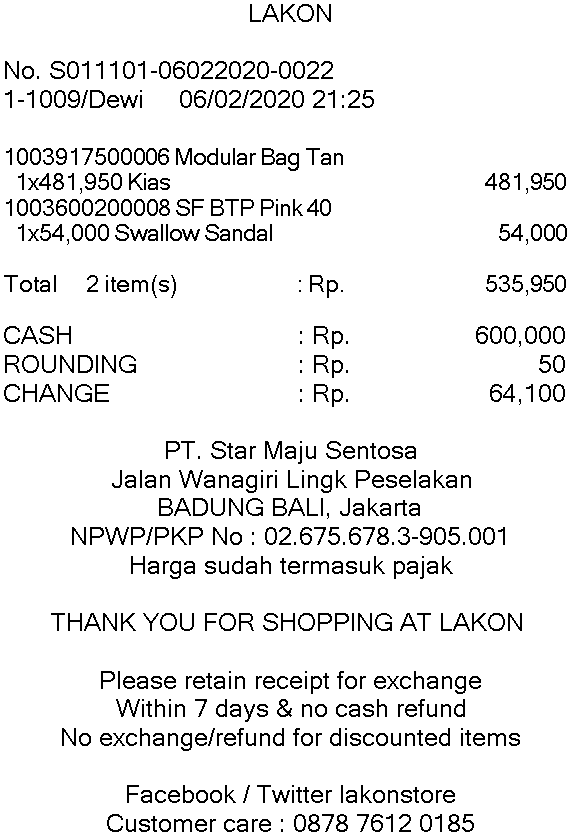 LAKON
No. S011101-06022020-0022
1-1009/Dewi 06/02/2020 21:25
1003917500006 Modular Bag Tan
1x481,950 Kias 481,950
1003600200008 SF BTP Pink 40
1x54,000 Swallow Sandal 54,000
Total 2 item(s) : Rp. 535,950
CASH : Rp. 600,000
ROUNDING : Rp. 50
CHANGE : Rp. 64,100
PT. Star Maju Sentosa
Jalan Wanagiri Lingk Peselakan
BADUNG BALI, Jakarta
NPWP/PKP No : 02.675.678.3-905.001
Harga sudah termasuk pajak
THANK YOU FOR SHOPPING AT LAKON
Please retain receipt for exchange
Within 7 days & no cash refund
No exchange/refund for discounted items
Facebook / Twitter lakonstore
Customer care : 0878 7612 0185